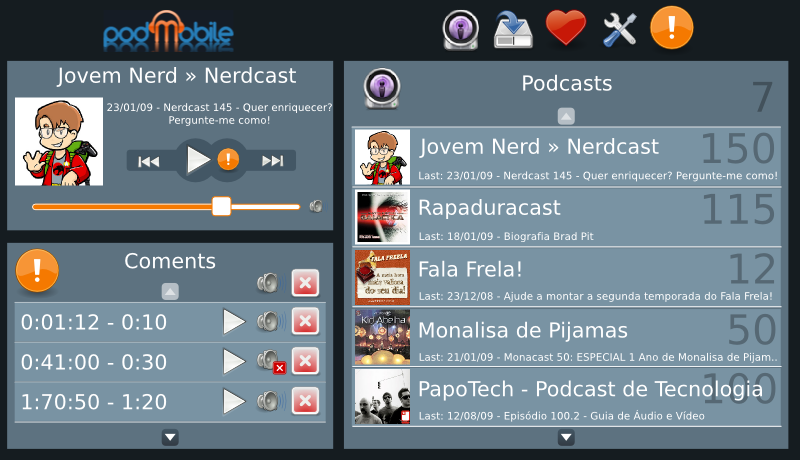 podMobile
Jovem Nerd » Nerdcast
23/01/09 - Nerdcast 145 - Quer enriquecer?
Pergunte-me como!
Coments
0:01:12 - 0:10
0:41:00 - 0:30
1:70:50 - 1:20
Podcasts
7
Jovem Nerd » Nerdcast
150
Last: 23/01/09 - Nerdcast 145 - Quer enriquecer? Pergunte-me como!
Rapaduracast
115
Last: 18/01/09 - Biografia Brad Pit
FALA FREELA
Fala Frela!
12
Last: 23/12/08 - Ajude a montar a segunda temporada do Fala Frela!
Kid Abelha
Monalisa de Pijamas
50
Last: 21/01/09 - Monacast 50: ESPECIAL 1 Ano de Monalisa de Pijam..
PapoTech - Podcast de Tecnologia
100
Last: 12/08/09 - Episódio 100.2 - Guia de Áudio e Vídeo